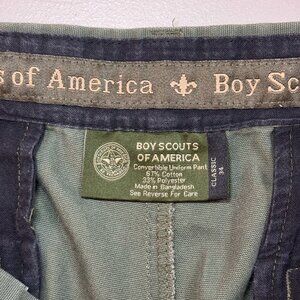 s of America ⚜ Boy Sc
BOY SCOUTS
OF AMERICA
Convertible Uniform Pant
67% Cotton
33% Polyester
Made in Bangladesh
See Reverse For Care
CLASSIC
34